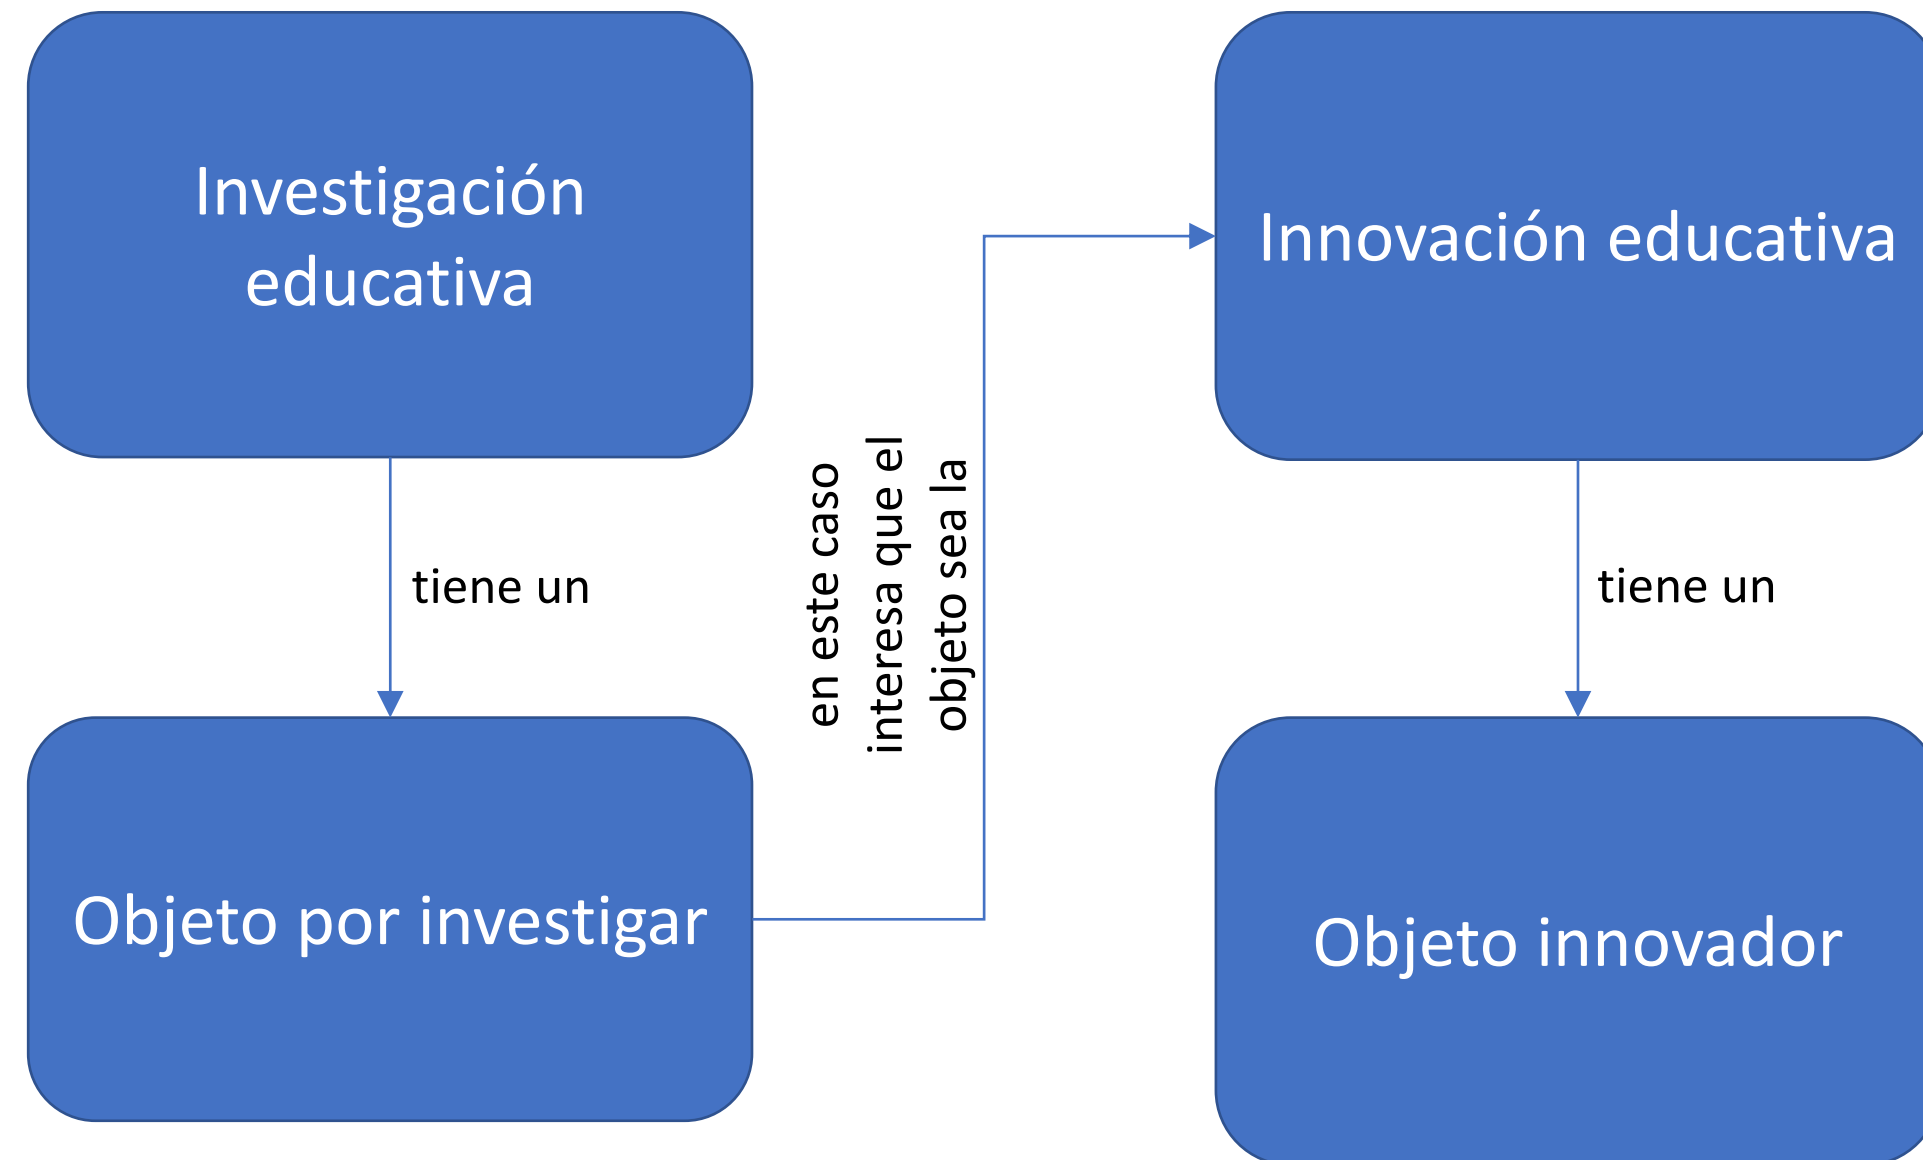 Investigación
educativa
tiene un
Objeto por investigar
en este caso
interesa que el
objeto sea la
Innovación educativa
tiene un
Objeto innovador